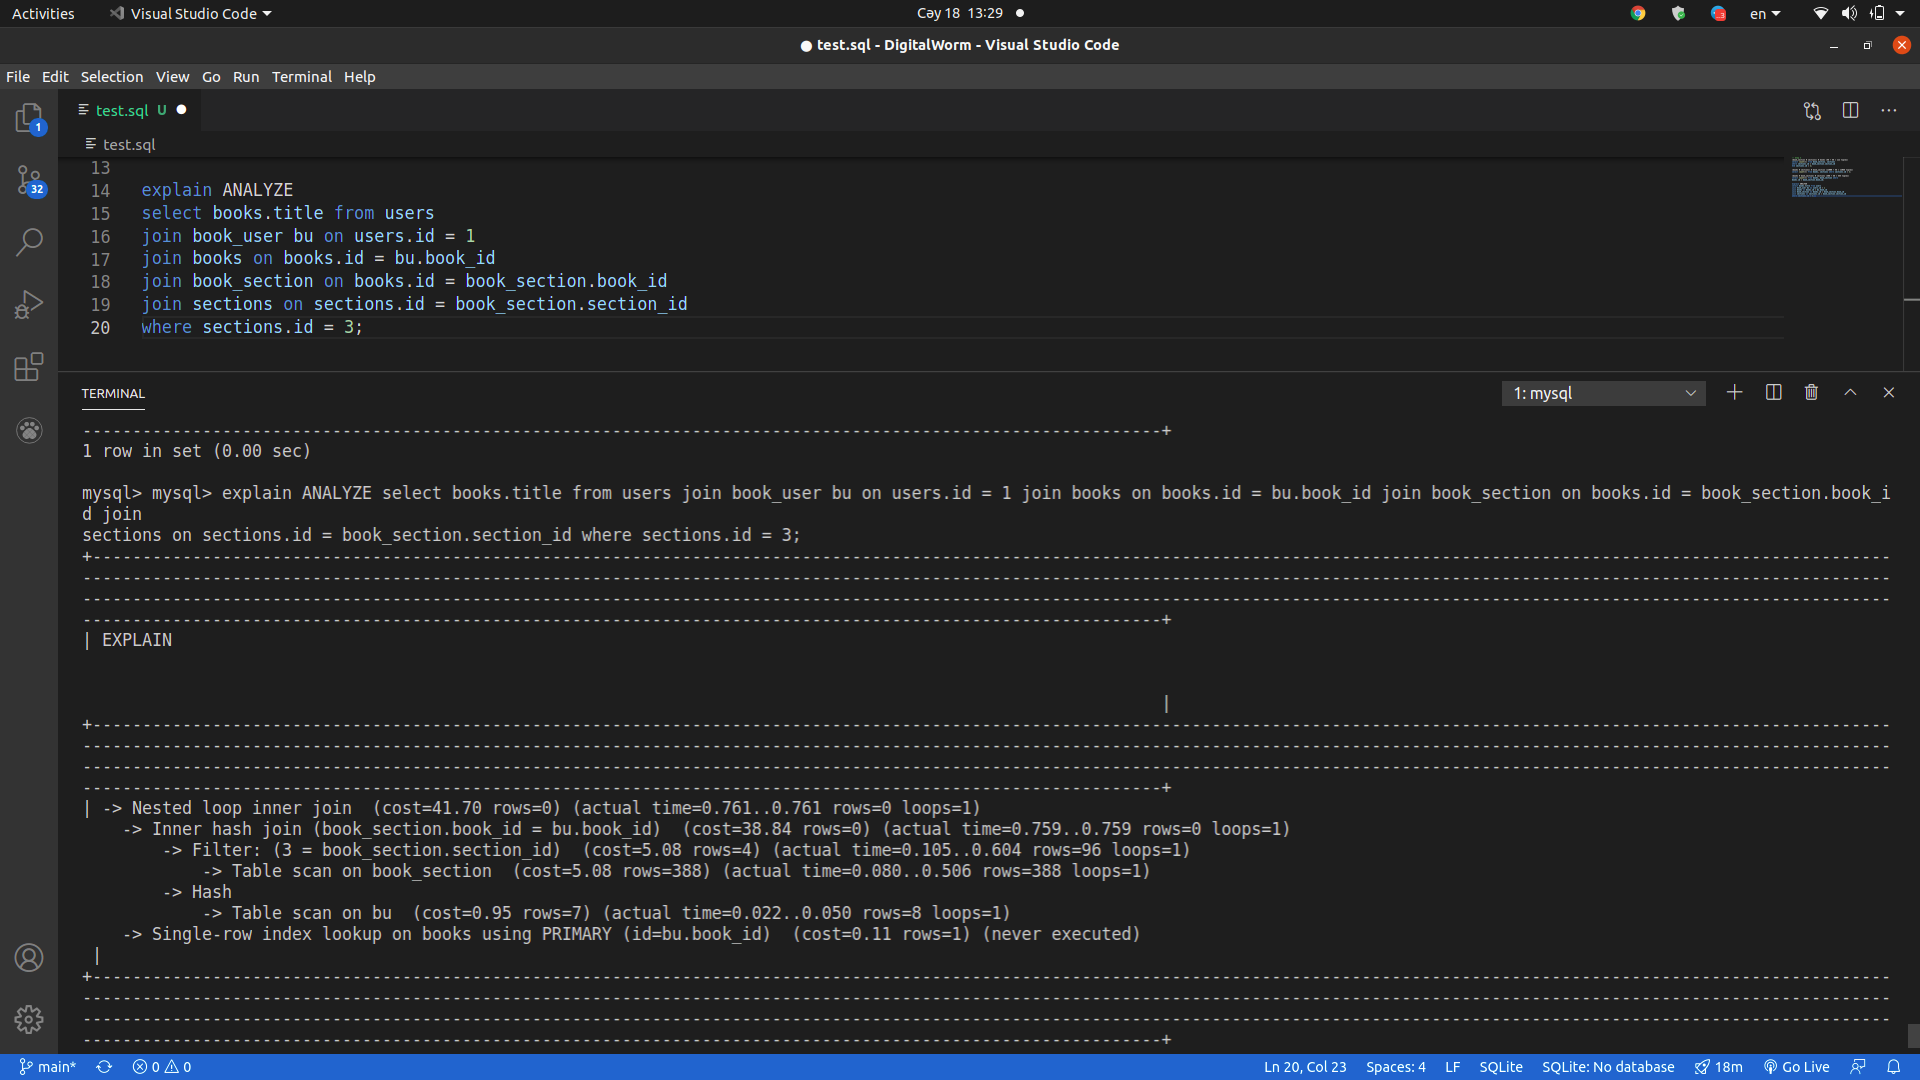 Activities
Visual Studio Code
Cəy 18 13:29
en
test.sql - DigitalWorm - Visual Studio Code
File Edit Selection View Go Run Terminal Help
test.sql U
test.sql
1
32
13
14 explain ANALYZE
15 select books.title from users
16 join book_user bu on users.id = 1
17 join books on books.id = bu.book_id
18 join book_section on books.id = book_section.book_id
19 join sections on sections.id = book_section.section_id
20 where sections.id = 3;
TERMINAL
1: mysql
1 row in set (0.00 sec)
mysql> mysql> explain ANALYZE select books.title from users join book_user bu on users.id = 1 join books on books.id = bu.book_id join book_section on books.id = book_section.book_i
d join
sections on sections.id = book_section.section_id where sections.id = 3;
| EXPLAIN
|
| -> Nested loop inner join  (cost=41.70 rows=0) (actual time=0.761..0.761 rows=0 loops=1)
-> Inner hash join (book_section.book_id = bu.book_id)  (cost=38.84 rows=0) (actual time=0.759..0.759 rows=0 loops=1)
-> Filter: (3 = book_section.section_id)  (cost=5.08 rows=4) (actual time=0.105..0.604 rows=96 loops=1)
-> Table scan on book_section  (cost=5.08 rows=388) (actual time=0.080..0.506 rows=388 loops=1)
-> Hash
-> Table scan on bu  (cost=0.95 rows=7) (actual time=0.022..0.050 rows=8 loops=1)
-> Single-row index lookup on books using PRIMARY (id=bu.book_id)  (cost=0.11 rows=1) (never executed)
|
main* 0 0
Ln 20, Col 23 Spaces: 4 LF SQLite SQLite: No database 18m Go Live